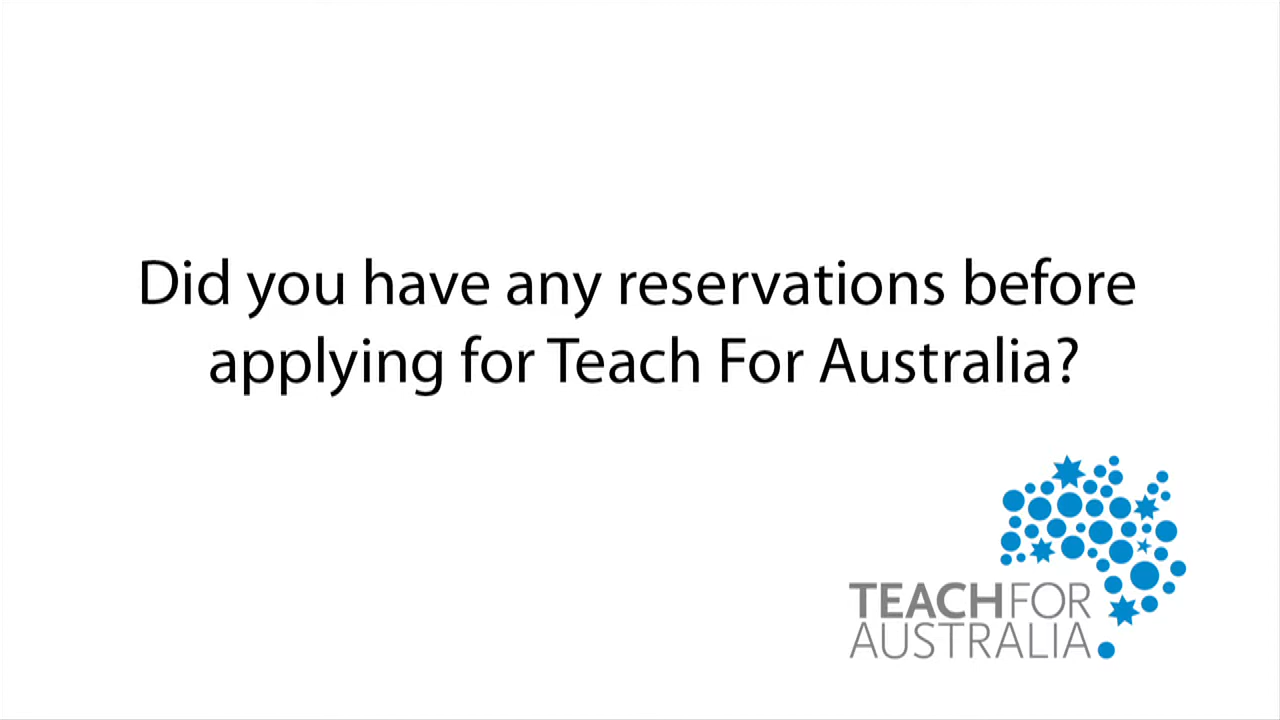 Did you have any reservations before
applying for Teach For Australia?
TEACHFOR
AUSTRALIA